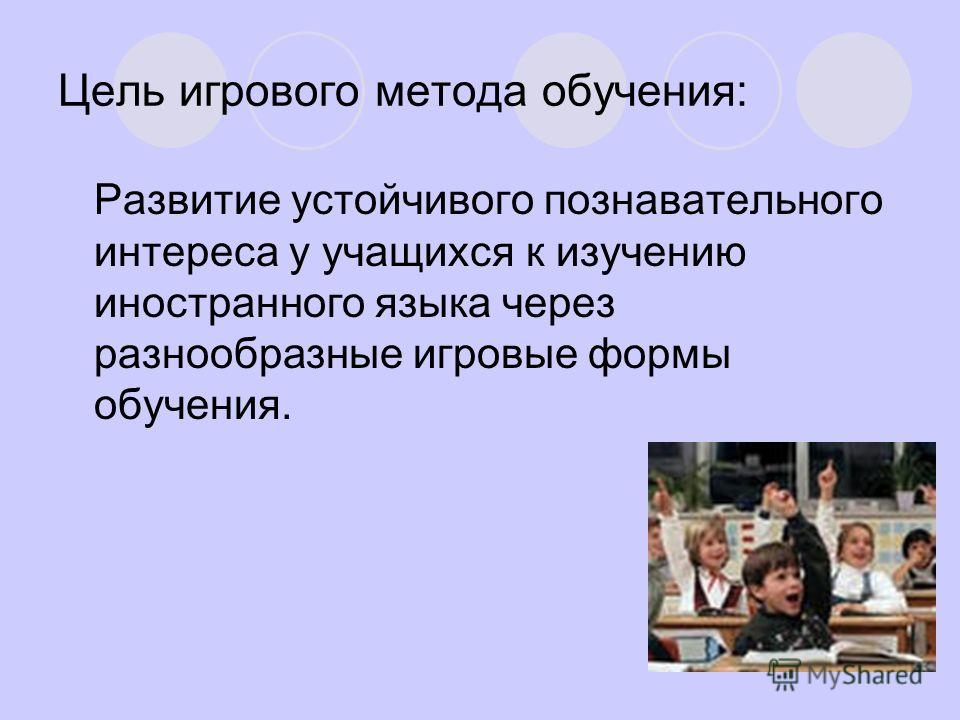 Цель игрового метода обучения:
Развитие устойчивого познавательного
интереса у учащихся к изучению
иностранного языка через
разнообразные игровые формы
обучения.
MyShared